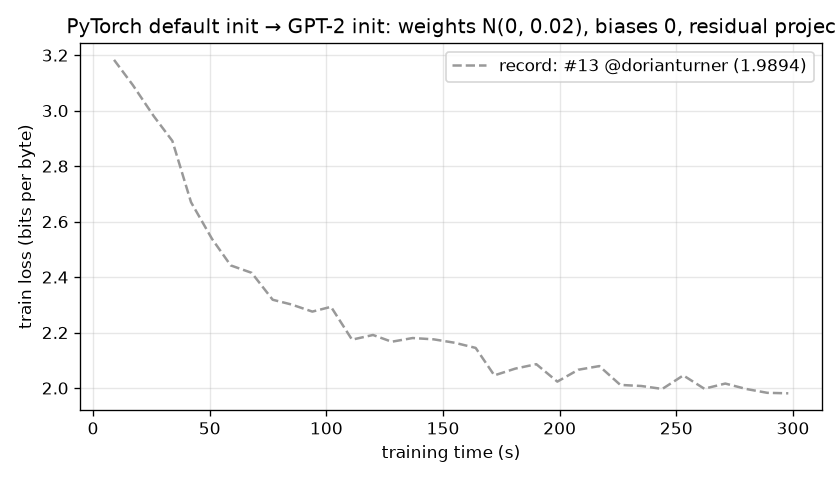 PyTorch default init → GPT-2 init: weights N(0, 0.02), biases 0, residual projec
record: #13 @dorianturner (1.9894)
train loss (bits per byte)
3.2
3.0
2.8
2.6
2.4
2.2
2.0
0 50 100 150 200 250 300
training time (s)